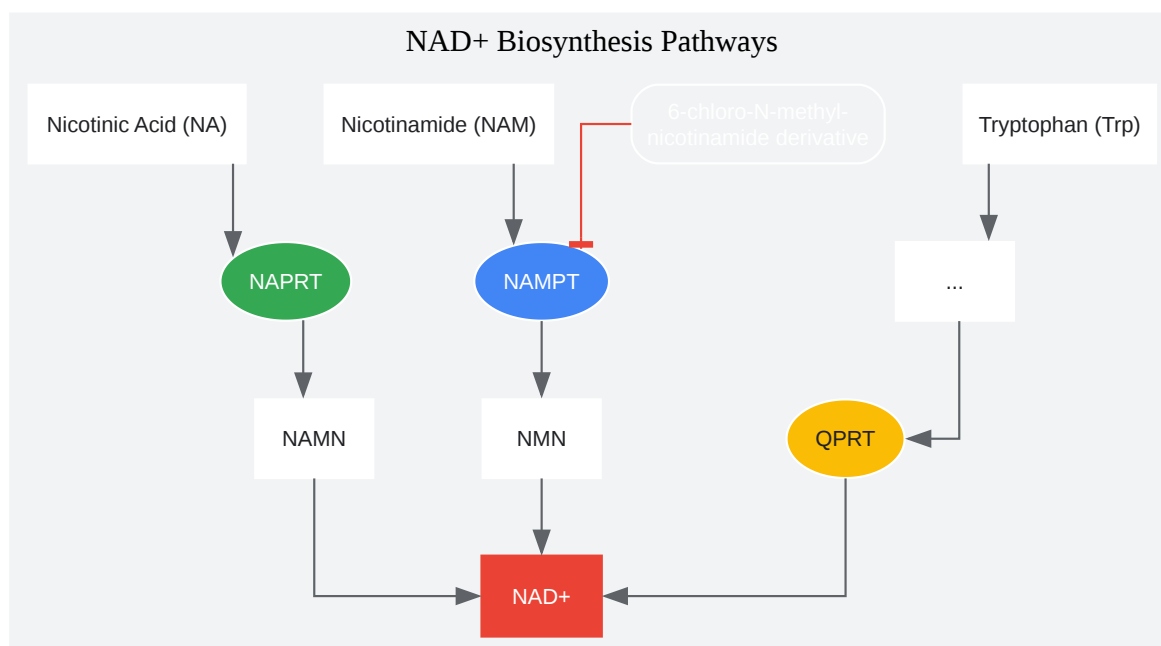 NAD+ Biosynthesis Pathways
Nicotinic Acid (NA)
Nicotinamide (NAM)
6-chloro-N-methyl-
nicotinamide derivative
Tryptophan (Trp)
NAPRT
NAMPT
...
NAMN
NMN
QPRT
NAD+